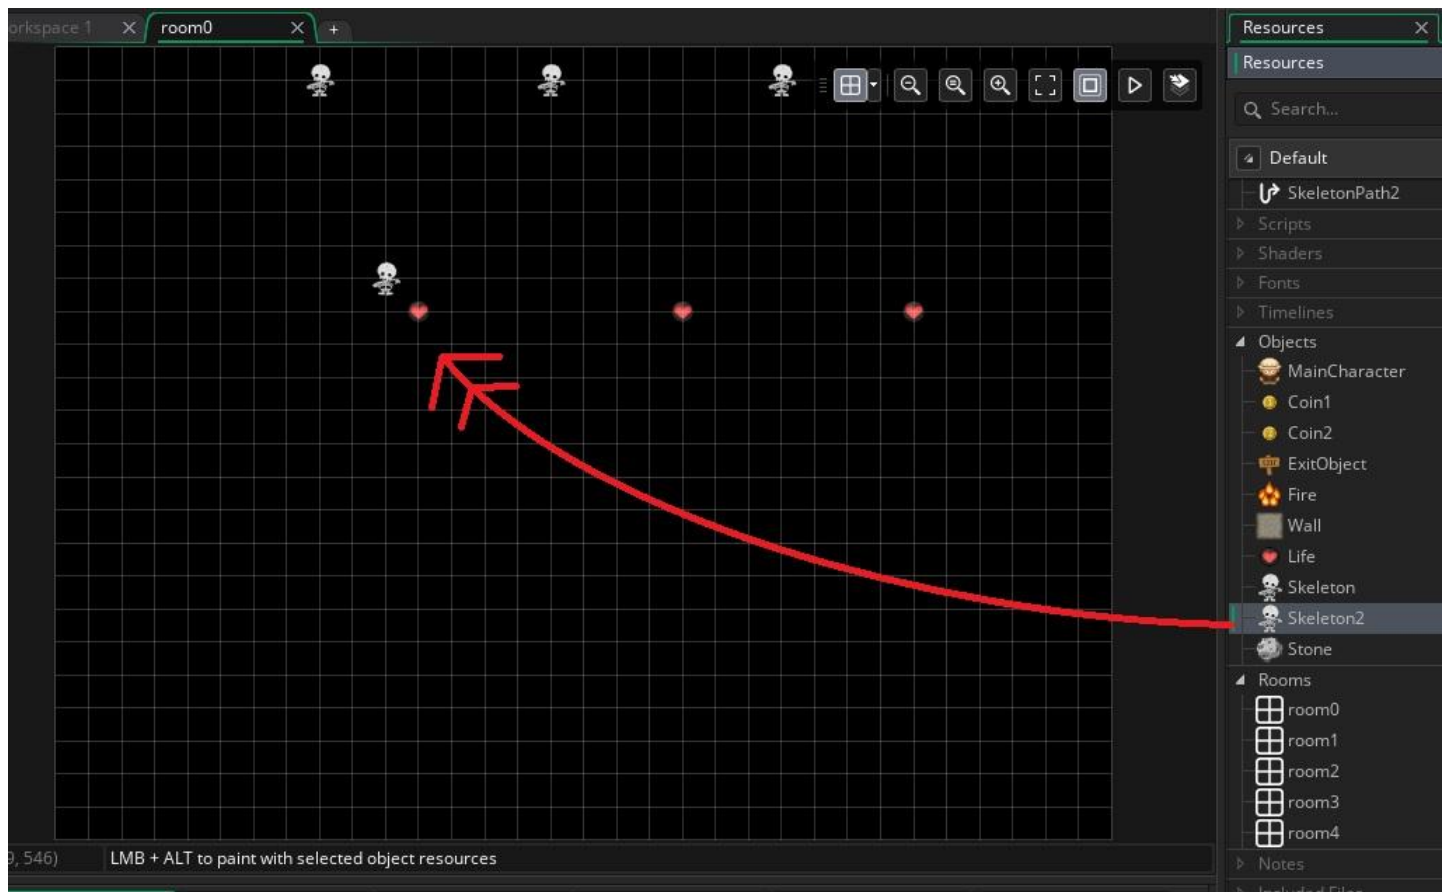 orkspace 1
room0
Resources
Resources
Search...
Default
SkeletonPath2
Scripts
Shaders
Fonts
Timelines
Objects
MainCharacter
Coin1
Coin2
ExitObject
Fire
Wall
Life
Skeleton
Skeleton2
Stone
Rooms
room0
room1
room2
room3
room4
Notes
Included Files
, 546)
LMB + ALT to paint with selected object resources